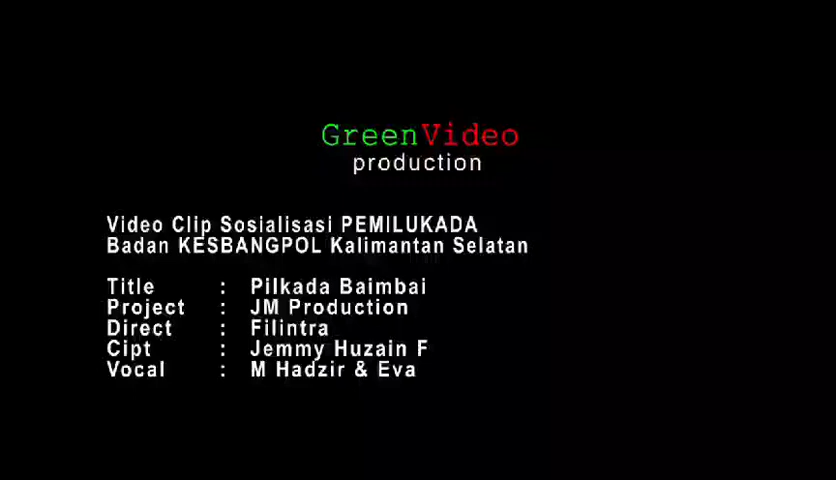 GreenVideo
production
Video Clip Sosialisasi PEMILUKADA
Badan KESBANGPOL Kalimantan Selatan
Title : Pilkada Baimbai
Project : JM Production
Direct : Filintra
Cipt : Jemmy Huzain F
Vocal : M Hadzir & Eva